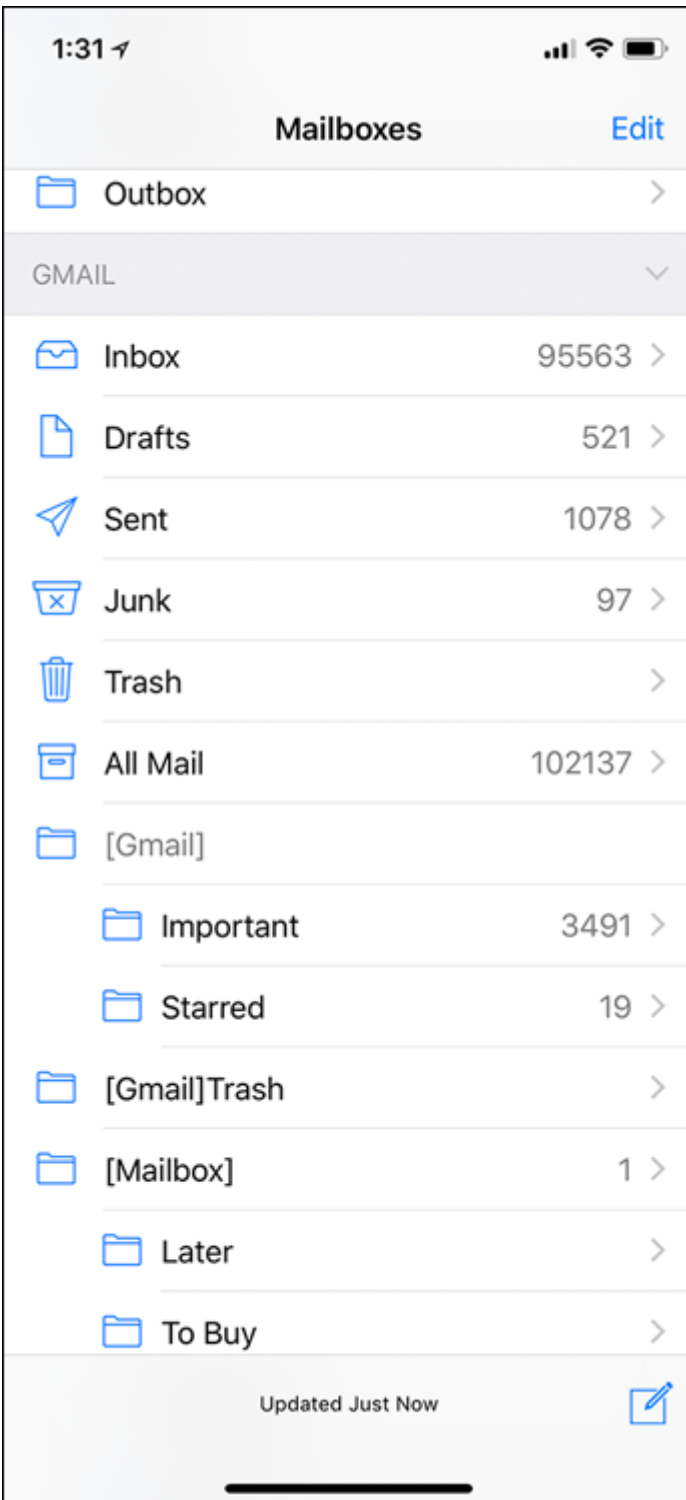 1:31
Mailboxes Edit
Outbox
GMAIL
Inbox 95563
Drafts 521
Sent 1078
Junk 97
Trash
All Mail 102137
[Gmail]
Important 3491
Starred 19
[Gmail]Trash
[Mailbox] 1
Later
To Buy
Updated Just Now